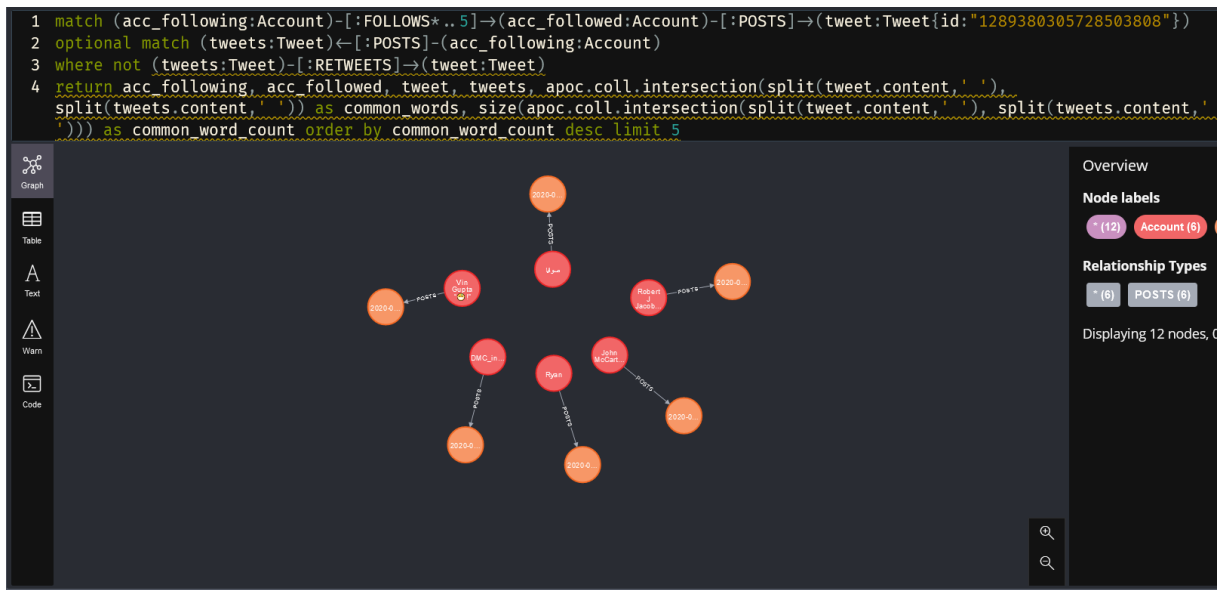 1 match (acc_following:Account)-[:FOLLOWS*..5]→(acc_followed:Account)-[:POSTS]→(tweet:Tweet{id:"1289380305728503808"})
2 optional match (tweets:Tweet)←[:POSTS]-(acc_following:Account)
3 where not (tweets:Tweet)-[:RETWEETS]→(tweet:Tweet)
4 return acc_following, acc_followed, tweet, tweets, apoc.coll.intersection(split(tweet.content,' '),
split(tweets.content,' ')) as common_words, size(apoc.coll.intersection(split(tweet.content,' '), split(tweets.content,'
'))) as common_word_count order by common_word_count desc limit 5
Graph
Table
Text
Warn
Code
2020-0...
POSTS
Vin
Gupta
POSTS
2020-0...
Robert
J
Jacob...
POSTS
2020-0...
DMC_in...
POSTS
2020-0...
Ryan
POSTS
2020-0...
John
McCart...
POSTS
2020-0...
Overview
Node labels
* (12) Account (6)
Relationship Types
* (6) POSTS (6)
Displaying 12 nodes, 0